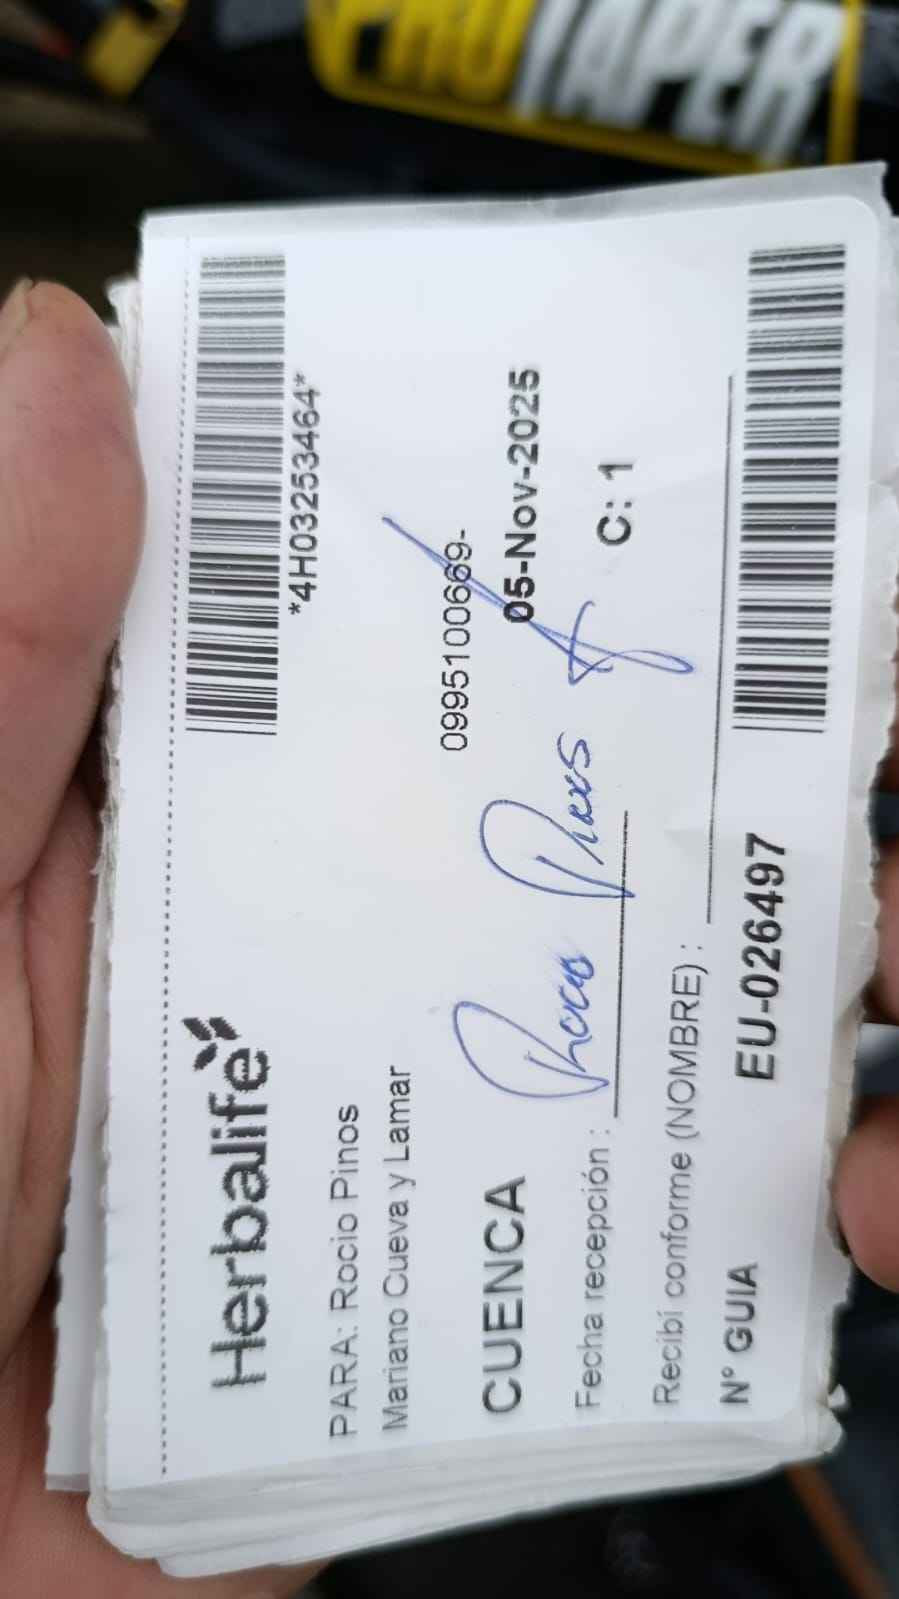 PROTAPER
Herbalife
*4H03253464*
PARA: Rocio Pinos
Mariano Cueva y Lamar
0995100669-
CUENCA
05-Nov-2025
Rocio Pinos
Fecha recepción :
C: 1
Recibí conforme (NOMBRE) :
N° GUIA
EU-026497